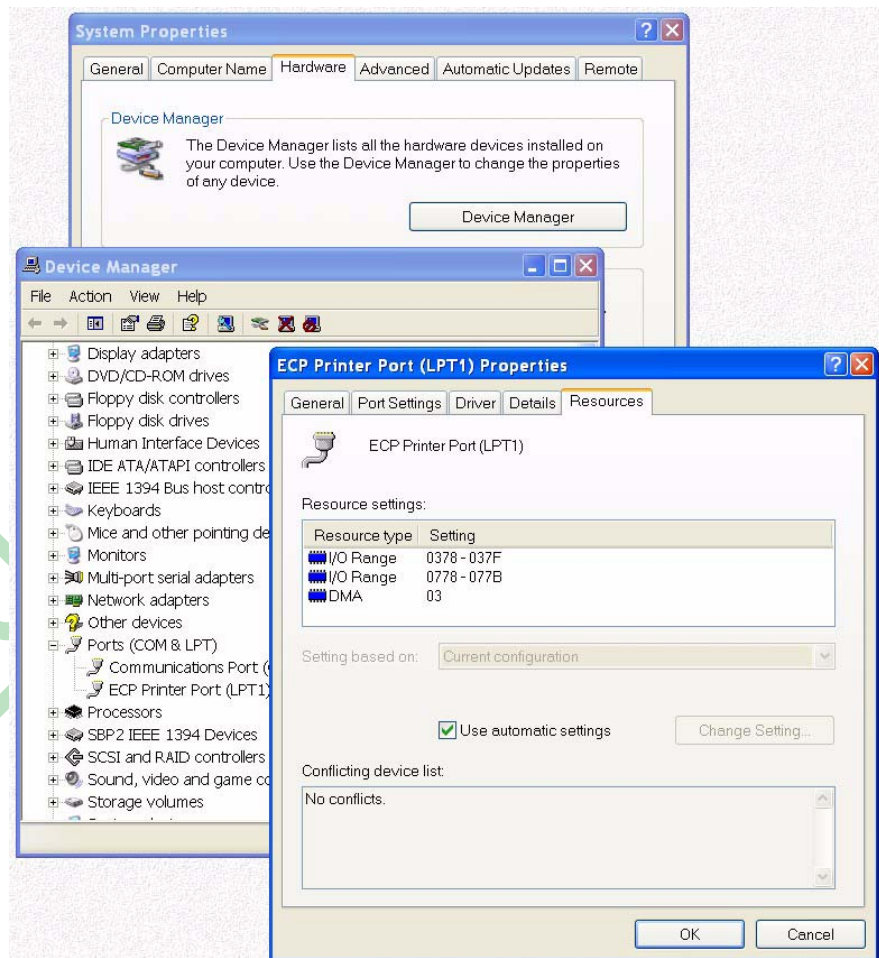 System Properties
General Computer Name Hardware Advanced Automatic Updates Remote
Device Manager
The Device Manager lists all the hardware devices installed on
your computer. Use the Device Manager to change the properties
of any device.
Device Manager
Device Manager
File Action View Help
Display adapters
DVD/CD-ROM drives
Floppy disk controllers
Floppy disk drives
Human Interface Devices
IDE ATA/ATAPI controllers
IEEE 1394 Bus host contro
Keyboards
Mice and other pointing de
Monitors
Multi-port serial adapters
Network adapters
Other devices
Ports (COM & LPT)
Communications Port (
ECP Printer Port (LPT1)
Processors
SBP2 IEEE 1394 Devices
SCSI and RAID controllers
Sound, video and game co
Storage volumes
ECP Printer Port (LPT1) Properties
General Port Settings Driver Details Resources
ECP Printer Port (LPT1)
Resource settings:
Resource type Setting
I/O Range 0378 - 037F
I/O Range 0778 - 077B
DMA 03
Setting based on: Current configuration
Use automatic settings Change Setting...
Conflicting device list:
No conflicts.
OK Cancel